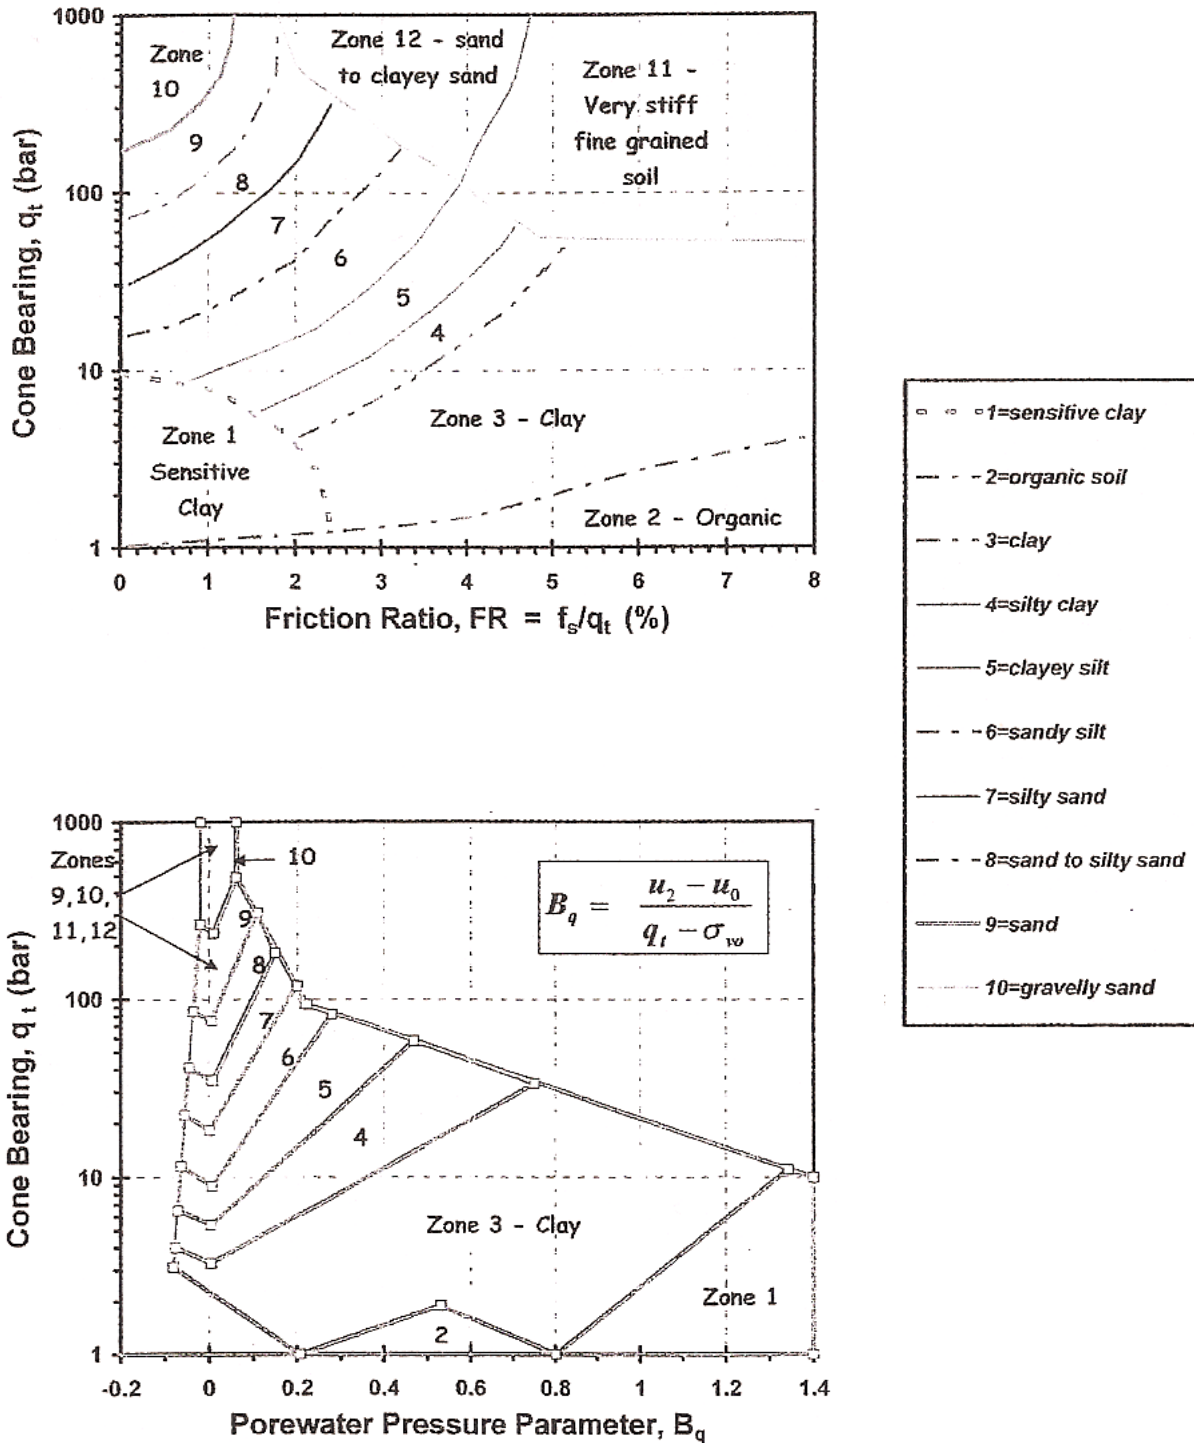 Cone Bearing, qt (bar)
1000
100
10
1
Zone
10
Zone 12 - sand
to clayey sand
Zone 11 -
Very stiff
fine grained
soil
9
8
7
6
5
4
Zone 3 - Clay
Zone 1
Sensitive
Clay
Zone 2 - Organic
0 1 2 3 4 5 6 7 8
Friction Ratio, FR = fs/qt (%)
1=sensitive clay
2=organic soil
3=clay
4=silty clay
5=clayey silt
6=sandy silt
7=silty sand
8=sand to silty sand
9=sand
10=gravelly sand
Cone Bearing, qt (bar)
1000
100
10
1
Zones
9,10,
11,12
10
9
8
7
6
5
4
Bq = u2 - u0 / qt - σvo
Zone 3 - Clay
Zone 1
2
-0.2 0 0.2 0.4 0.6 0.8 1 1.2 1.4
Porewater Pressure Parameter, Bq